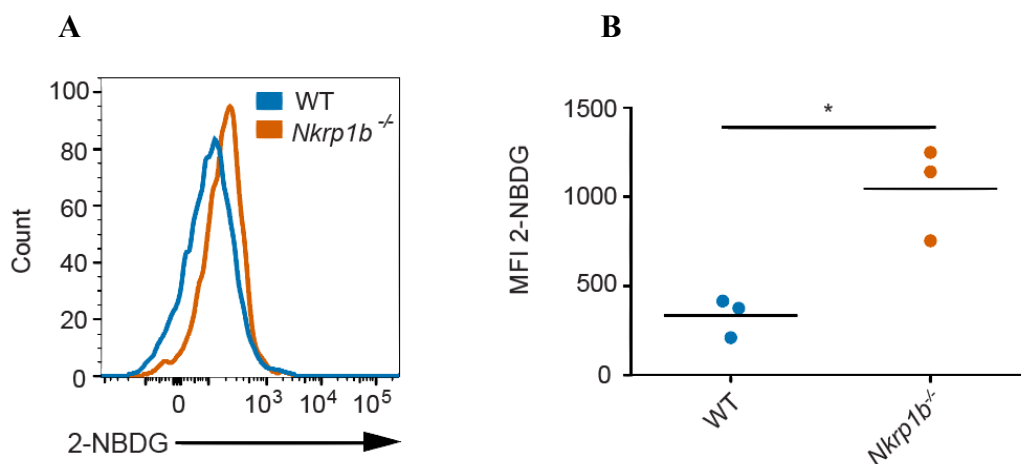 A
100
80
60
40
20
0
Count
WT
Nkrp1b -/-
0 10³ 10⁴ 10⁵
2-NBDG
B
1500
1000
500
0
MFI 2-NBDG
*
WT
Nkrp1b-/-